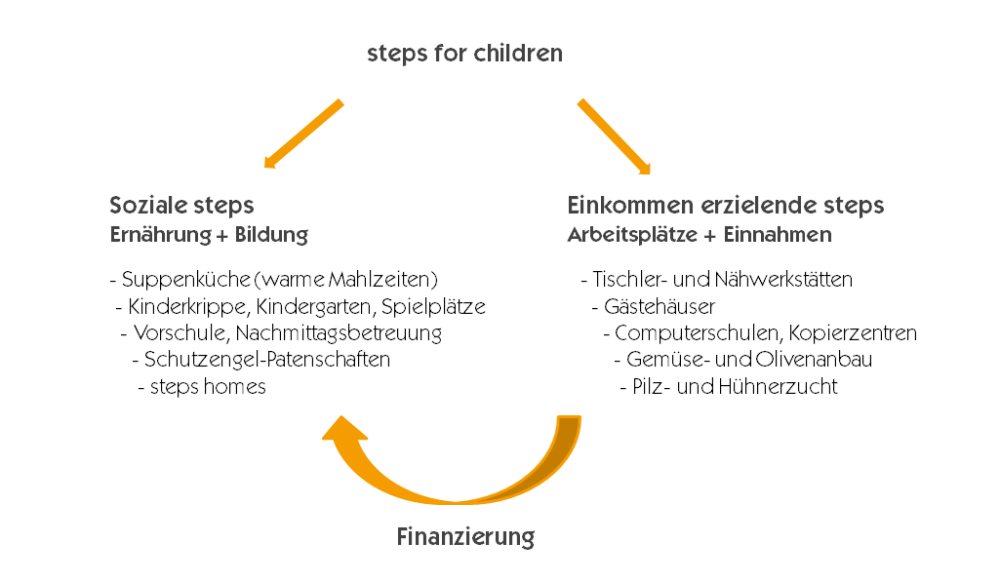 steps for children
Soziale steps
Ernährung + Bildung
- Suppenküche (warme Mahlzeiten)
- Kinderkrippe, Kindergarten, Spielplätze
- Vorschule, Nachmittagsbetreuung
- Schutzengel-Patenschaften
- steps homes
Einkommen erzielende steps
Arbeitsplätze + Einnahmen
- Tischler- und Nähwerkstätten
- Gästehäuser
- Computerschulen, Kopierzentren
- Gemüse- und Olivenanbau
- Pilz- und Hühnerzucht
Finanzierung